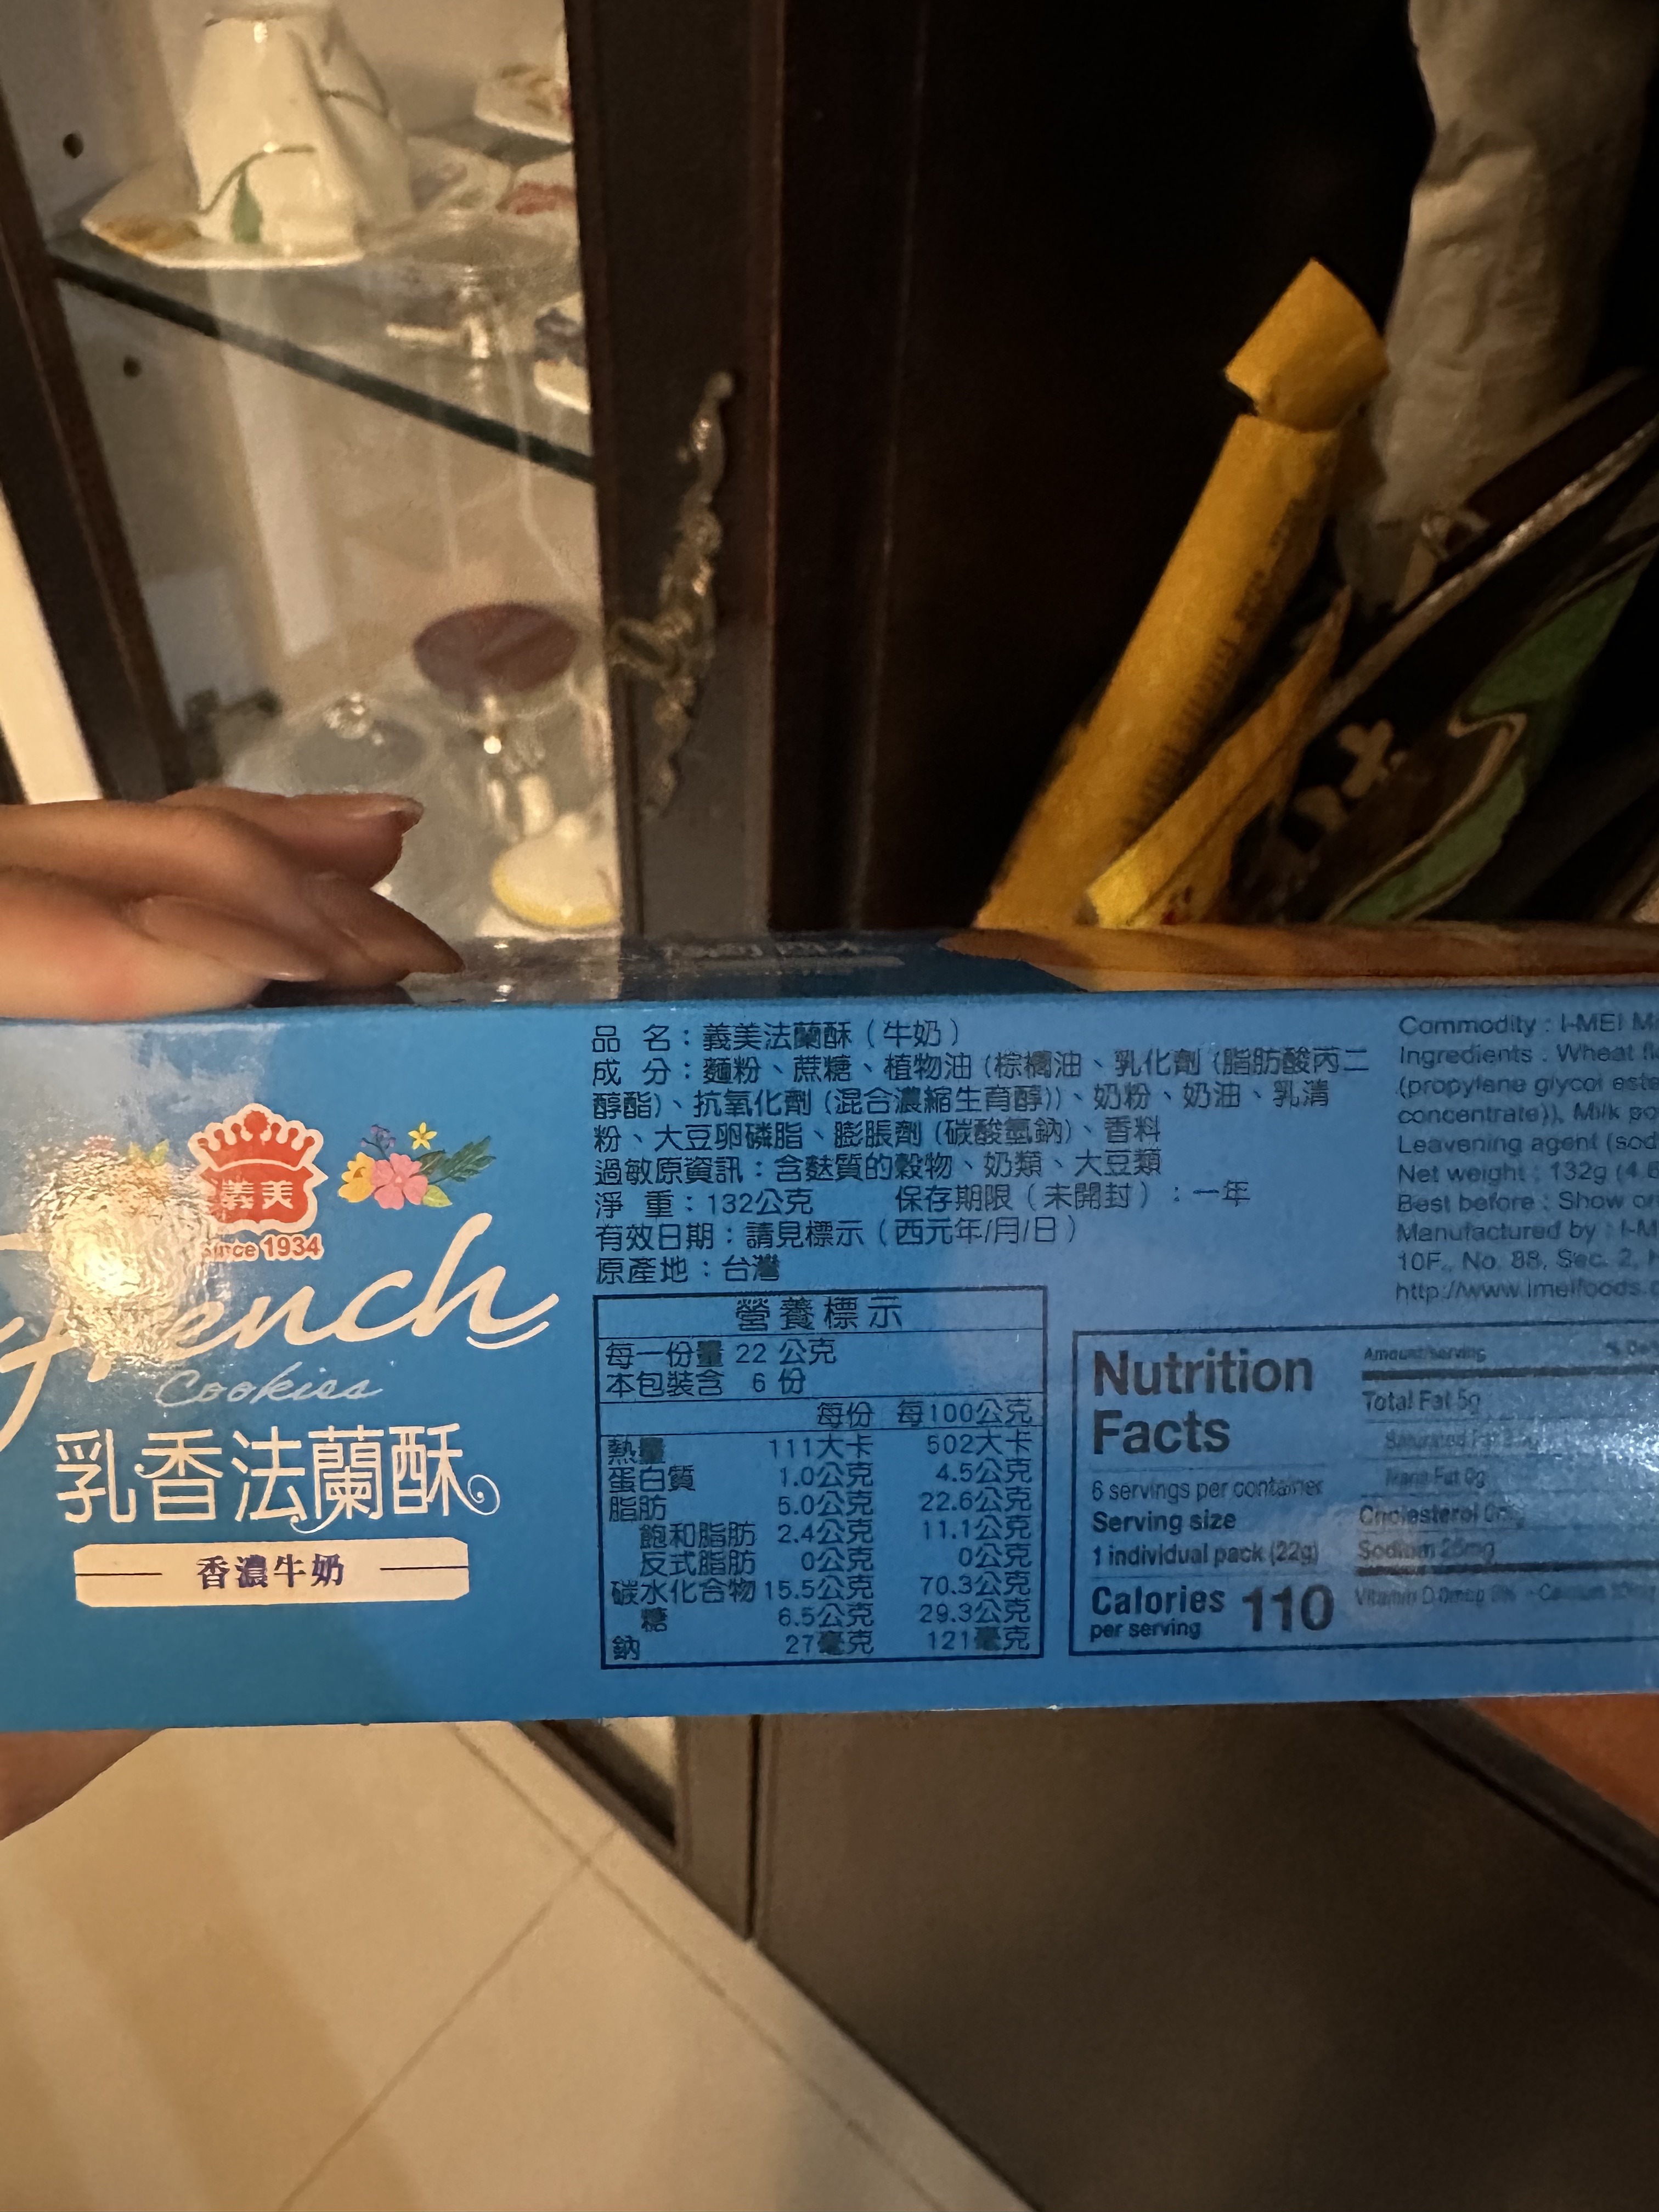 義美
Since 1934
French
Cookies
乳香法蘭酥
香濃牛奶
品 名：義美法蘭酥（牛奶）
成 分：麵粉、蔗糖、植物油 (棕櫚油、乳化劑 (脂肪酸丙二
醇酯)、抗氧化劑 (混合濃縮生育醇))、奶粉、奶油、乳清
粉、大豆卵磷脂、膨脹劑 (碳酸氫鈉)、香料
過敏原資訊：含麩質的穀物、奶類、大豆類
淨 重：132公克 保存期限（未開封）：一年
有效日期：請見標示（西元年/月/日）
原產地：台灣
營養標示
每一份量 22 公克
本包裝含 6 份
每份 每100公克
熱量 111大卡 502大卡
蛋白質 1.0公克 4.5公克
脂肪 5.0公克 22.6公克
飽和脂肪 2.4公克 11.1公克
反式脂肪 0公克 0公克
碳水化合物 15.5公克 70.3公克
糖 6.5公克 29.3公克
鈉 27毫克 121毫克
Commodity : I-MEI
Ingredients : Wheat
(propylene glycol
concentrate)), Milk
Leavening agent
Net weight : 132g
Best before : Show
Manufactured by :
10F., No. 88, Sec. 2,
http://www.imeifoods.
Nutrition
Facts
6 servings per container
Serving size
1 individual pack (22g)
Calories 110
per serving
Amount/serving
Total Fat 5g
Saturated
Trans Fat 0g
Cholesterol
Sodium 25mg
Vitamin D 0mcg 0%